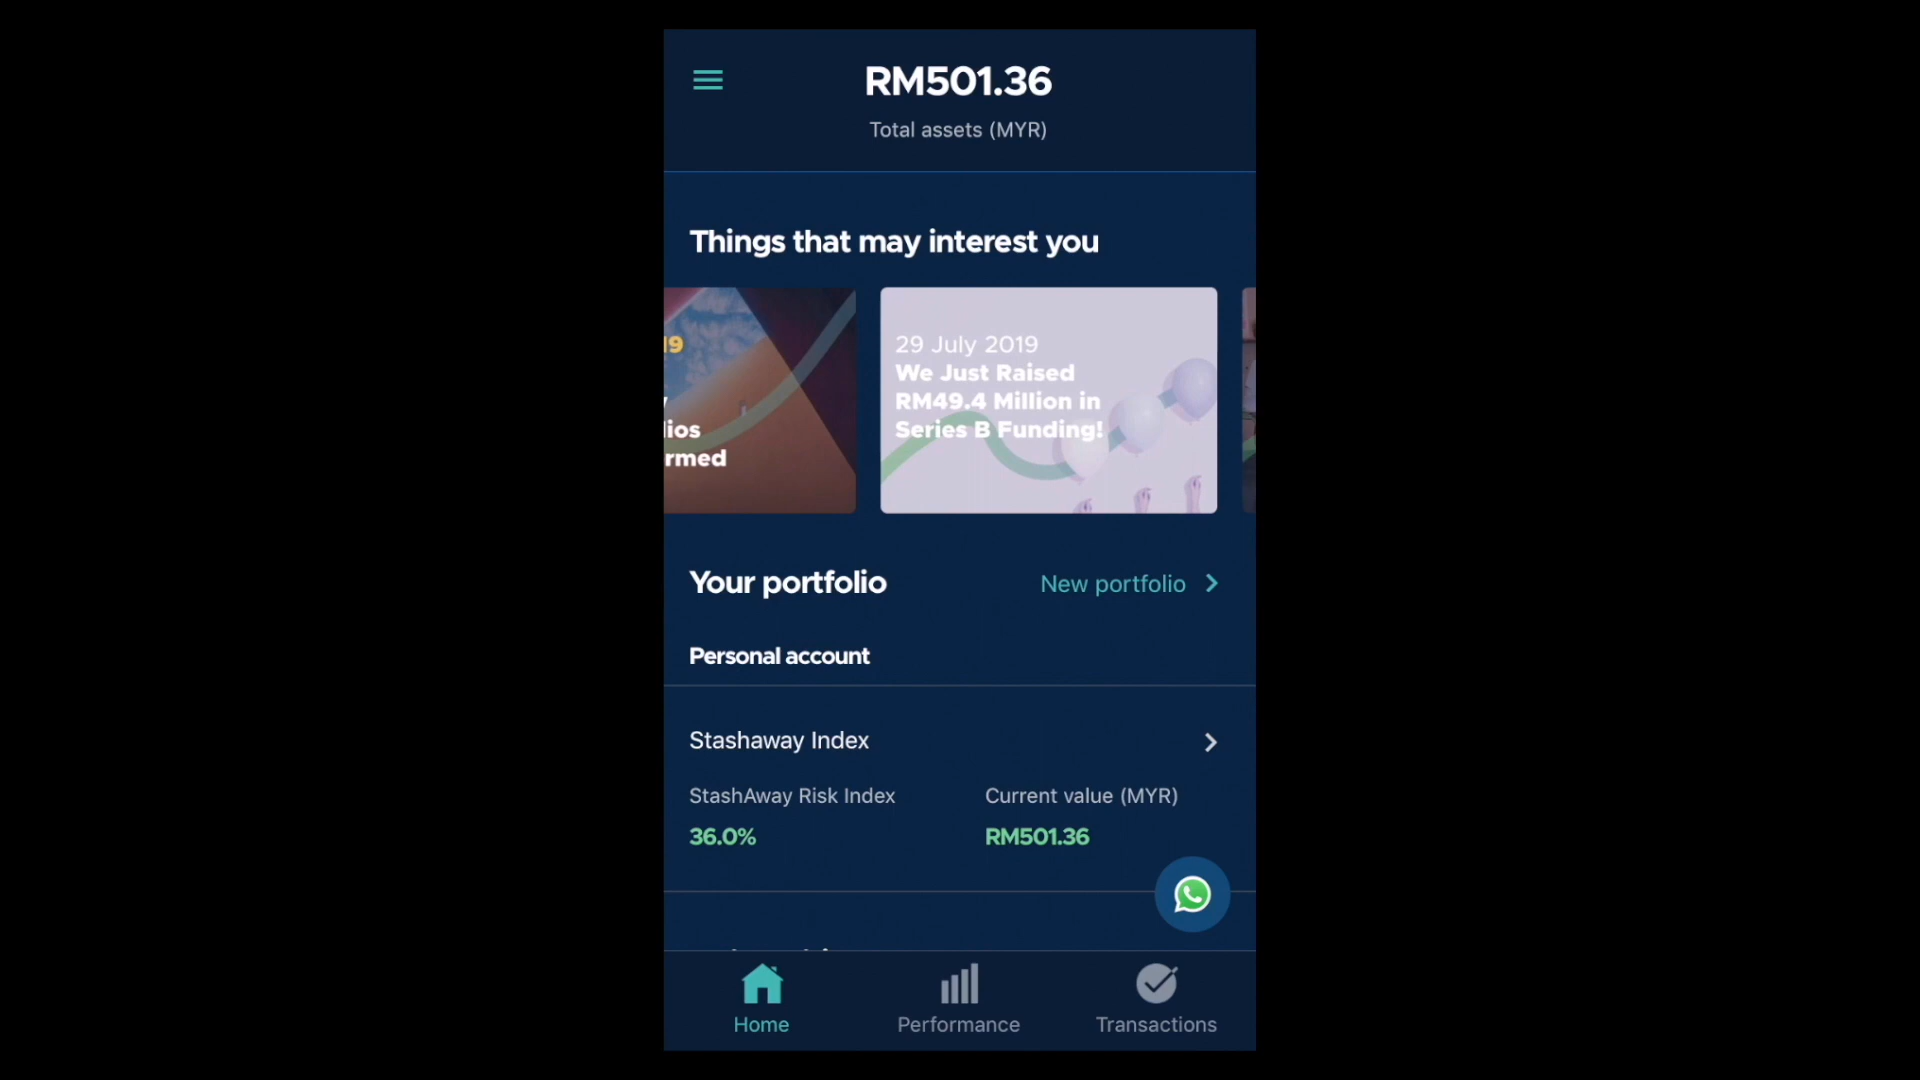 RM501.36
Total assets (MYR)
Things that may interest you
19
ios
rmed
29 July 2019
We Just Raised
RM49.4 Million in
Series B Funding!
Your portfolio
New portfolio
Personal account
Stashaway Index
StashAway Risk Index
Current value (MYR)
36.0%
RM501.36
Home
Performance
Transactions